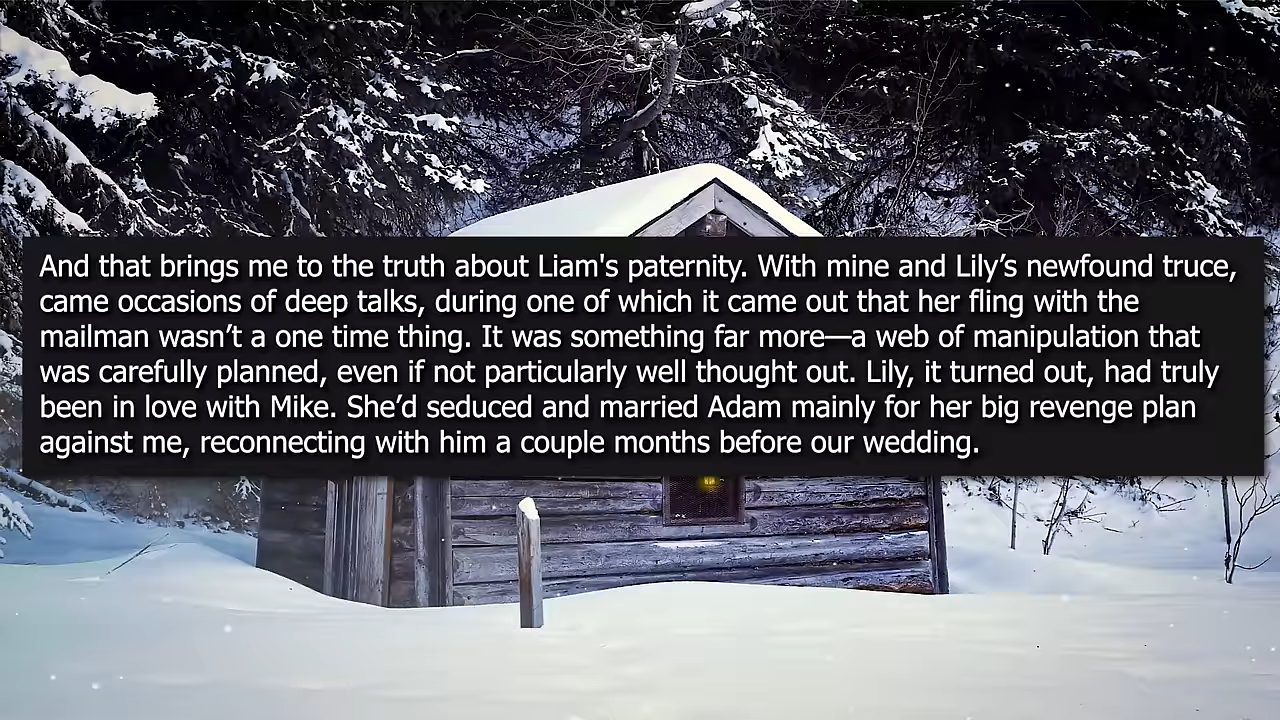 And that brings me to the truth about Liam's paternity. With mine and Lily’s newfound truce,
came occasions of deep talks, during one of which it came out that her fling with the
mailman wasn’t a one time thing. It was something far more—a web of manipulation that
was carefully planned, even if not particularly well thought out. Lily, it turned out, had truly
been in love with Mike. She’d seduced and married Adam mainly for her big revenge plan
against me, reconnecting with him a couple months before our wedding.